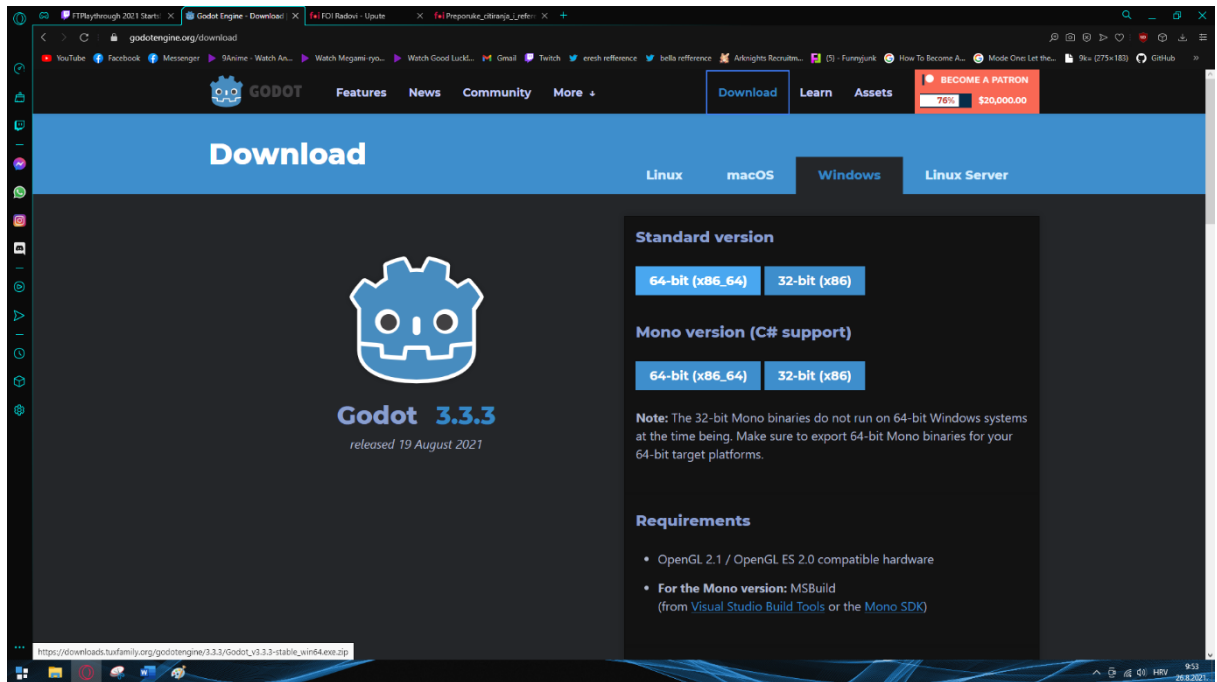 FTPlaythrough 2021 Starts!
Godot Engine - Download |
FOI Radovi - Upute
Preporuke_citiranja_i_refere
godotengine.org/download
YouTube Facebook Messenger 9Anime - Watch An... Watch Megami-ryo... Watch Good Luck!... Gmail Twitch eresh refference bella refference Arknights Recruitm... (5) - Funnyjunk How To Become A... Mode One: Let the... 9k= (275×183) GitHub »
GODOT Features News Community More ↓ Download Learn Assets
BECOME A PATRON
76% $20,000.00
Download
Linux macOS Windows Linux Server
Standard version
64-bit (x86_64) 32-bit (x86)
Mono version (C# support)
64-bit (x86_64) 32-bit (x86)
Godot 3.3.3
released 19 August 2021
Note: The 32-bit Mono binaries do not run on 64-bit Windows systems
at the time being. Make sure to export 64-bit Mono binaries for your
64-bit target platforms.
Requirements
• OpenGL 2.1 / OpenGL ES 2.0 compatible hardware
• For the Mono version: MSBuild
(from Visual Studio Build Tools or the Mono SDK)
https://downloads.tuxfamily.org/godotengine/3.3.3/Godot_v3.3.3-stable_win64.exe.zip
HRV
9:53
26.8.2021.